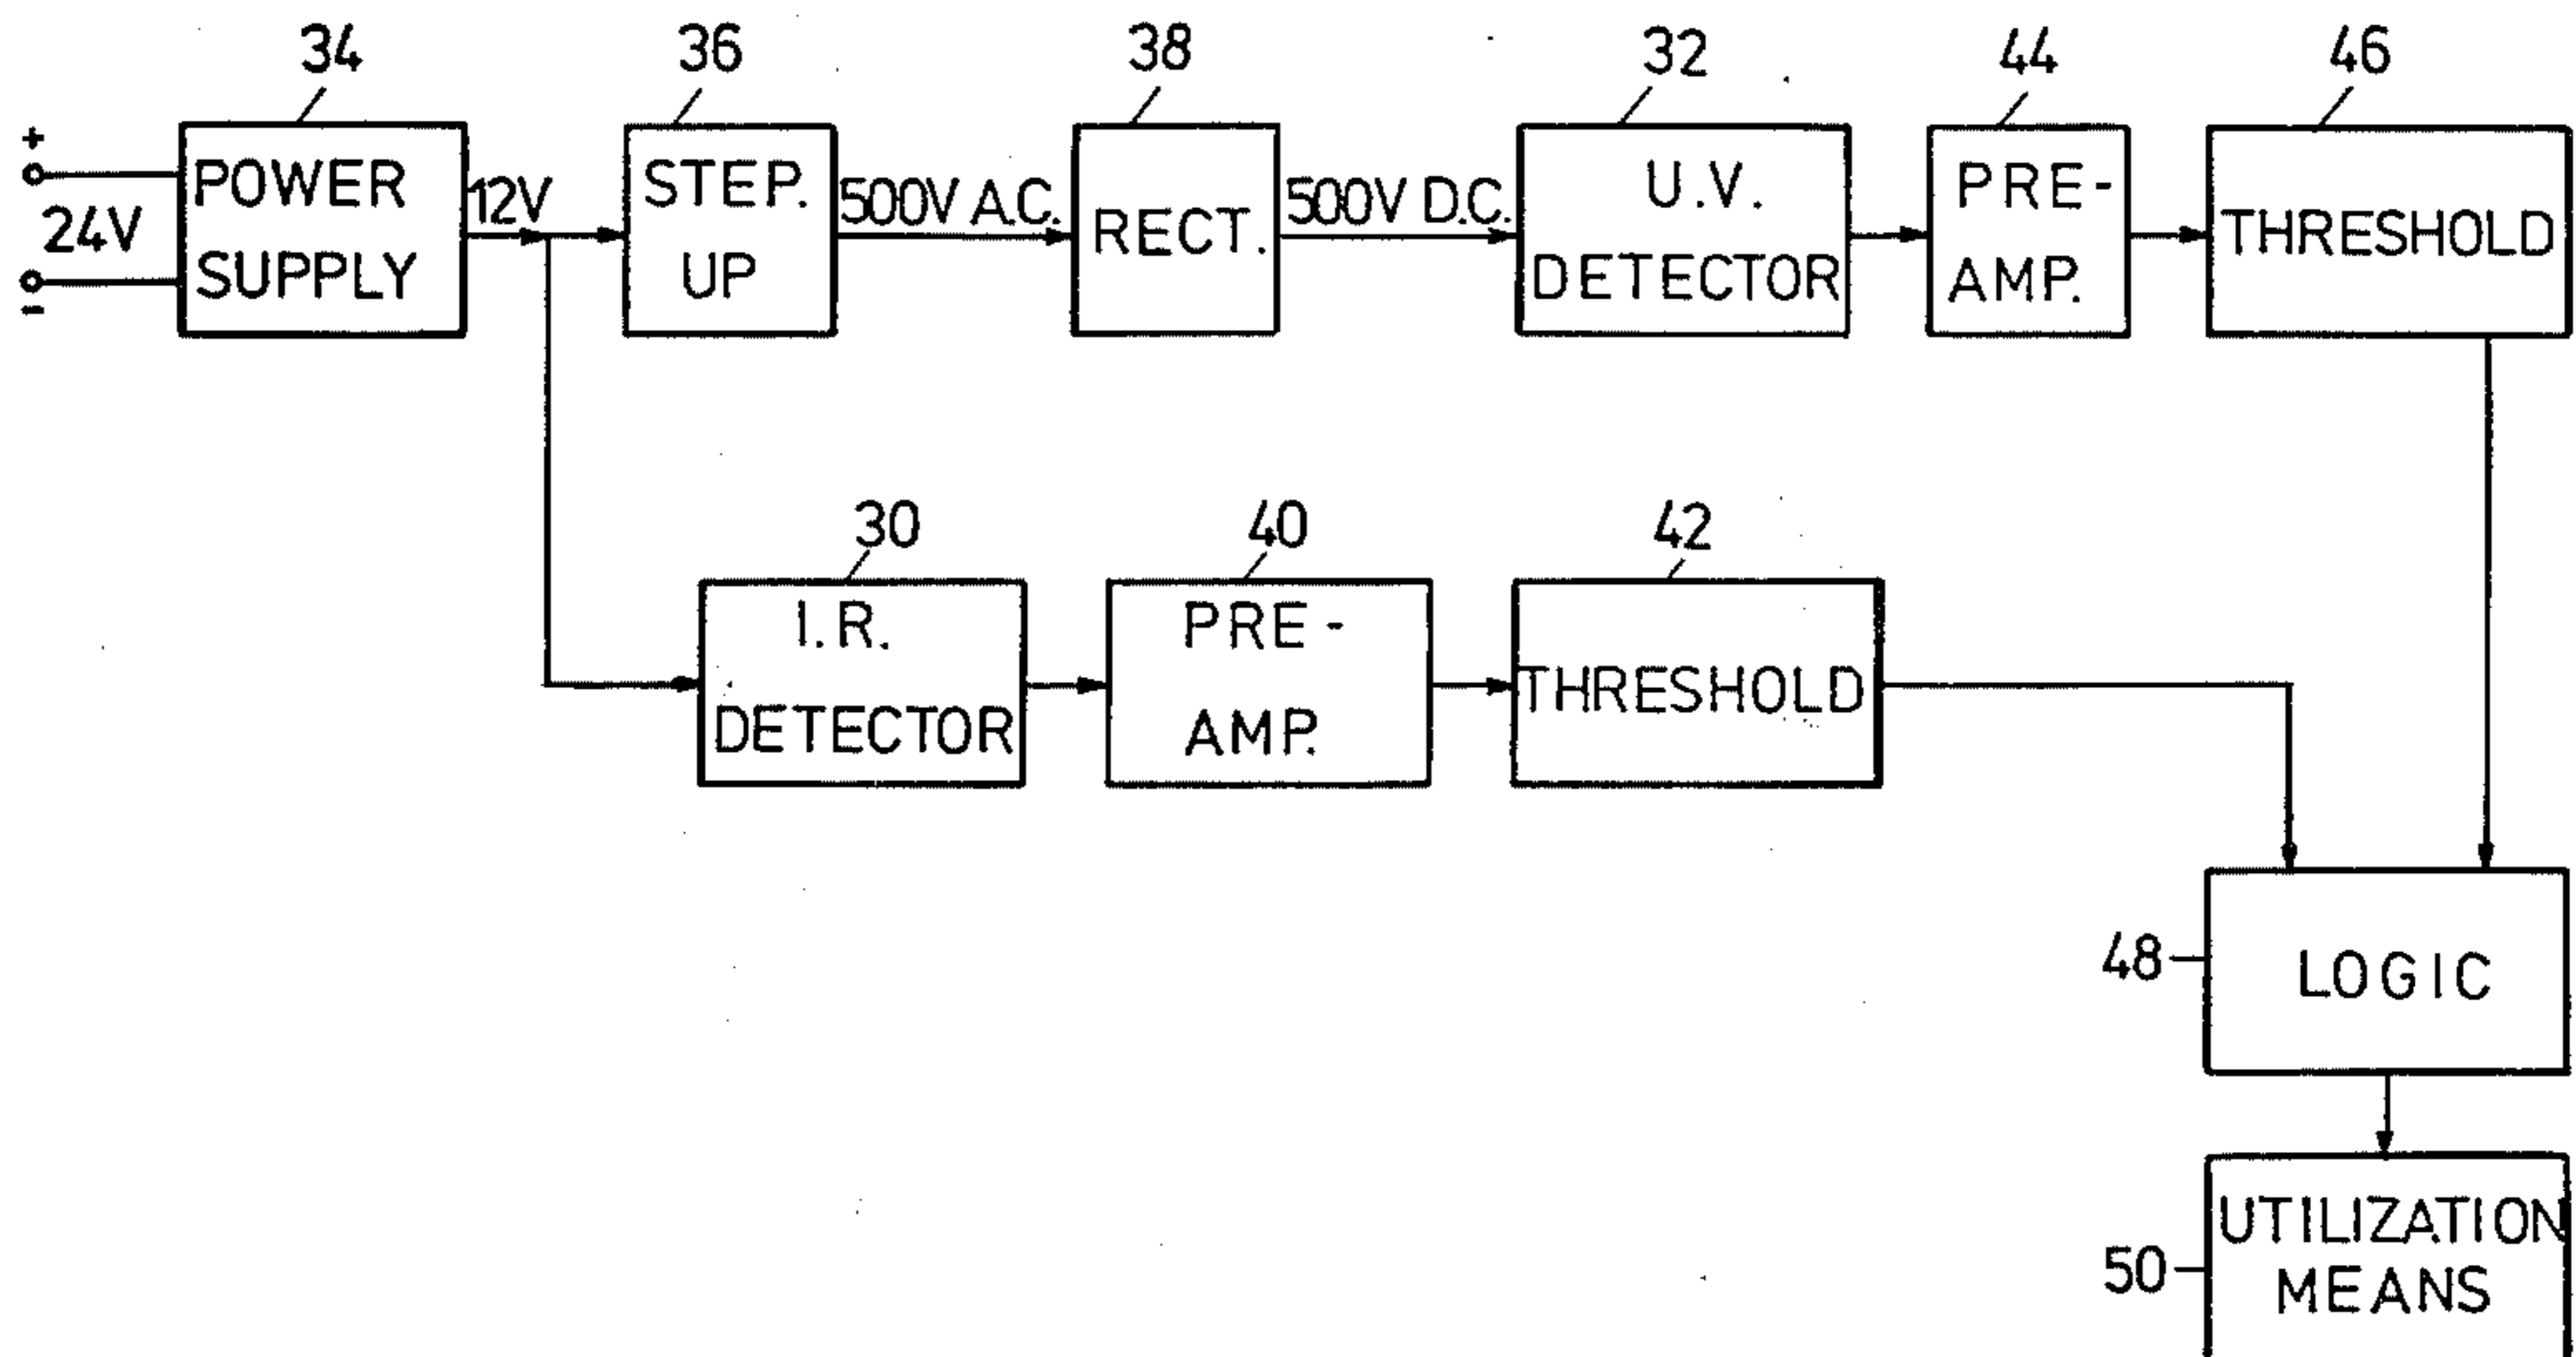 34
36
38
32
44
46
+
24V
-
POWER
SUPPLY
12V
STEP.
UP
500V A.C.
RECT.
500V D.C.
U.V.
DETECTOR
PRE-
AMP.
THRESHOLD
30
40
42
I.R.
DETECTOR
PRE-
AMP.
THRESHOLD
48
LOGIC
50
UTILIZATION
MEANS